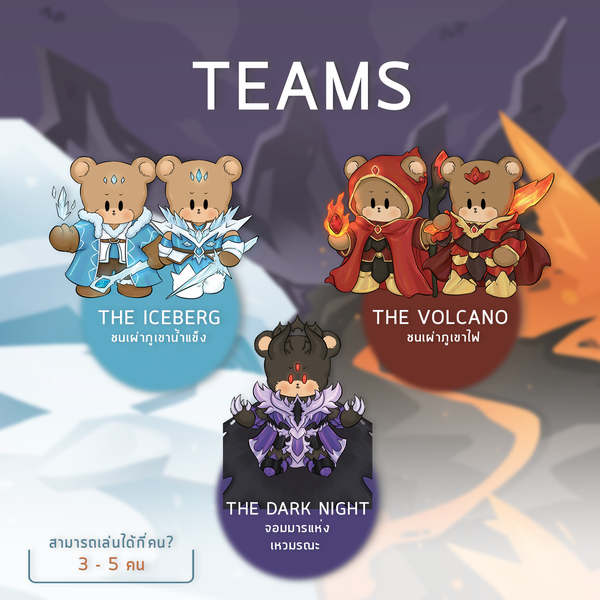 TEAMS
THE ICEBERG
ชนเผ่าภูเขาน้ำแข็ง
THE VOLCANO
ชนเผ่าภูเขาไฟ
THE DARK NIGHT
จอมมารแห่ง
เหวมรณะ
สามารถเล่นได้กี่คน?
3 - 5 คน